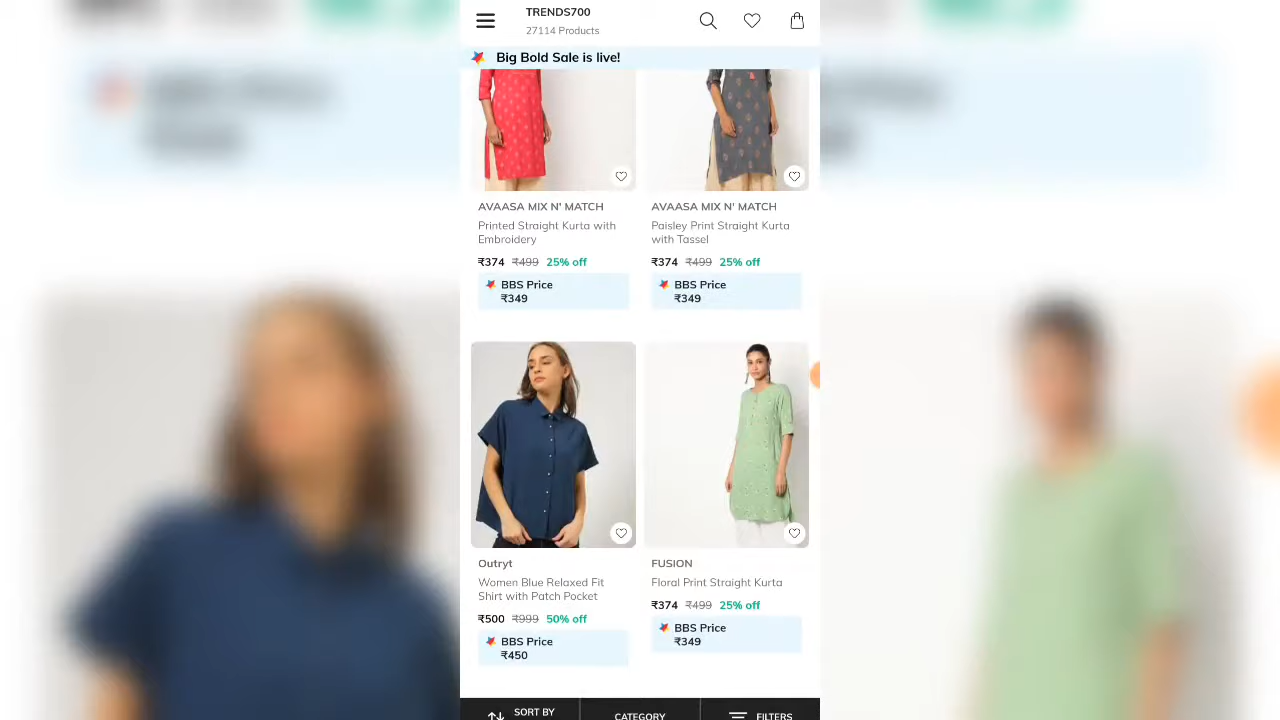 TRENDS700
27114 Products
Big Bold Sale is live!
AVAASA MIX N' MATCH
Printed Straight Kurta with
Embroidery
₹374 ₹499 25% off
BBS Price
₹349
AVAASA MIX N' MATCH
Paisley Print Straight Kurta
with Tassel
₹374 ₹499 25% off
BBS Price
₹349
Outryt
Women Blue Relaxed Fit
Shirt with Patch Pocket
₹500 ₹999 50% off
BBS Price
₹450
FUSION
Floral Print Straight Kurta
₹374 ₹499 25% off
BBS Price
₹349
SORT BY
CATEGORY
FILTERS